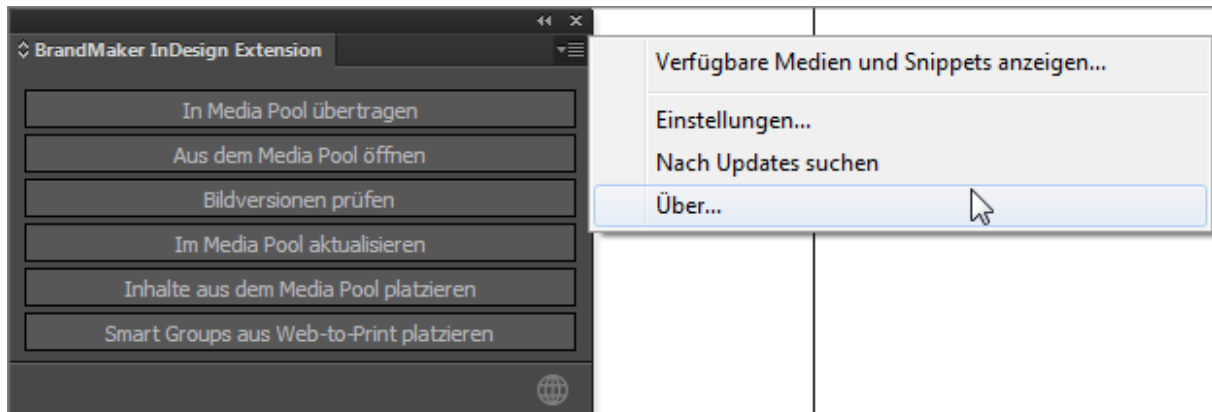 BrandMaker InDesign Extension
In Media Pool übertragen
Aus dem Media Pool öffnen
Bildversionen prüfen
Im Media Pool aktualisieren
Inhalte aus dem Media Pool platzieren
Smart Groups aus Web-to-Print platzieren
Verfügbare Medien und Snippets anzeigen...
Einstellungen...
Nach Updates suchen
Über...